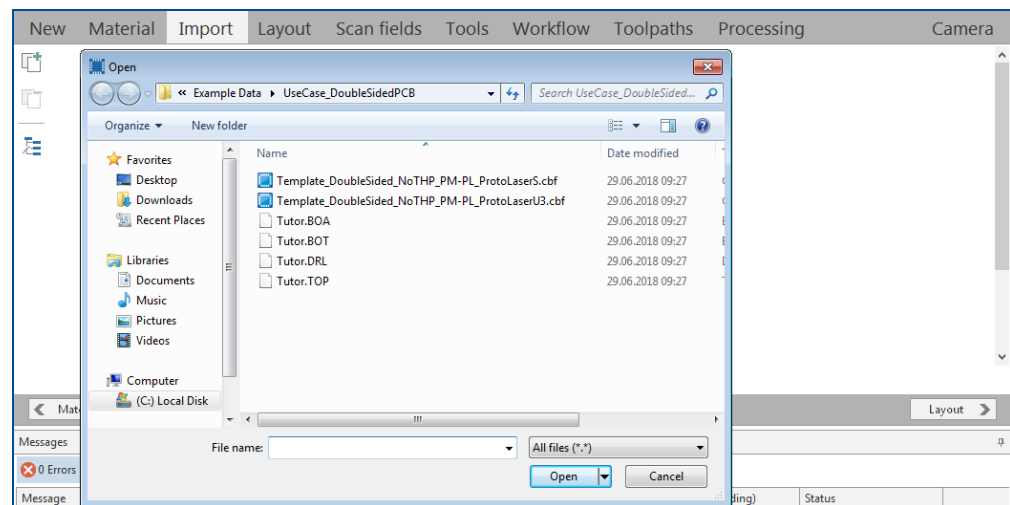 New Material Import Layout Scan fields Tools Workflow Toolpaths Processing Camera
Open
« Example Data UseCase_DoubleSidedPCB Search UseCase_DoubleSided...
Organize New folder
Favorites
Desktop
Downloads
Recent Places
Libraries
Documents
Music
Pictures
Videos
Computer
(C:) Local Disk
Name Date modified
Template_DoubleSided_NoTHP_PM-PL_ProtoLaserS.cbf 29.06.2018 09:27
Template_DoubleSided_NoTHP_PM-PL_ProtoLaserU3.cbf 29.06.2018 09:27
Tutor.BOA 29.06.2018 09:27
Tutor.BOT 29.06.2018 09:27
Tutor.DRL 29.06.2018 09:27
Tutor.TOP 29.06.2018 09:27
File name: All files (*.*)
Open Cancel
Mat Layout
Messages
0 Errors
Message ding) Status